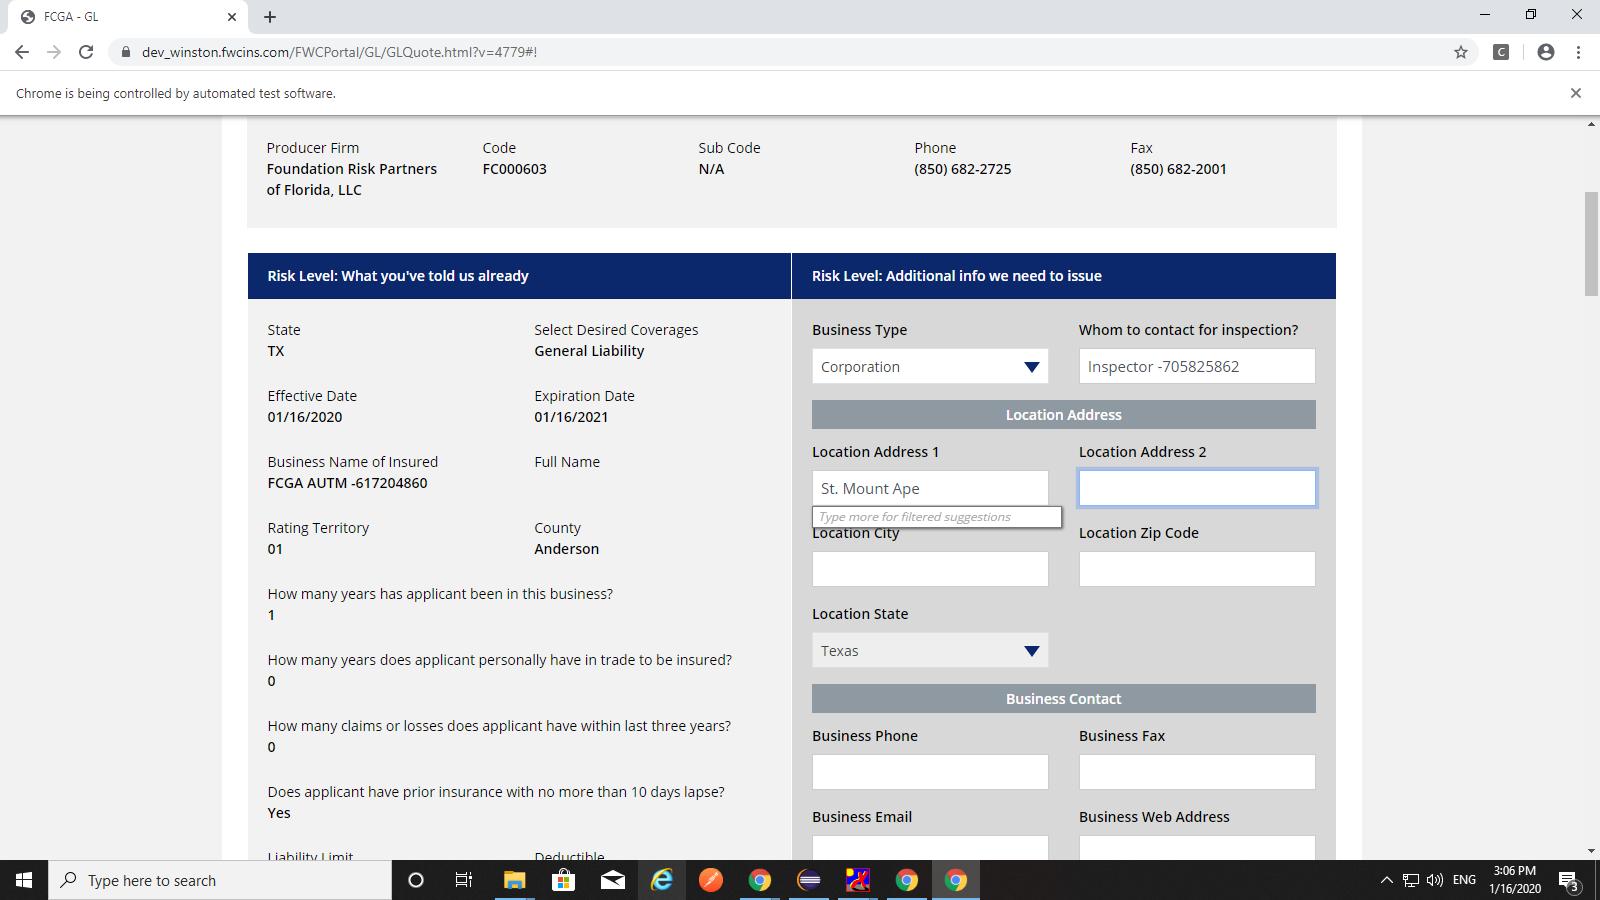 FCGA - GL
dev_winston.fwcins.com/FWCPortal/GL/GLQuote.html?v=4779#!
C
Chrome is being controlled by automated test software.
Producer Firm Code Sub Code Phone Fax
Foundation Risk Partners FC000603 N/A (850) 682-2725 (850) 682-2001
of Florida, LLC
Risk Level: What you've told us already
State Select Desired Coverages
TX General Liability
Effective Date Expiration Date
01/16/2020 01/16/2021
Business Name of Insured Full Name
FCGA AUTM -617204860
Rating Territory County
01 Anderson
How many years has applicant been in this business?
1
How many years does applicant personally have in trade to be insured?
0
How many claims or losses does applicant have within last three years?
0
Does applicant have prior insurance with no more than 10 days lapse?
Yes
Liability Limit Deductible
Risk Level: Additional info we need to issue
Business Type Whom to contact for inspection?
Corporation Inspector -705825862
Location Address
Location Address 1 Location Address 2
St. Mount Ape
Type more for filtered suggestions
Location City Location Zip Code
Location State
Texas
Business Contact
Business Phone Business Fax
Business Email Business Web Address
Type here to search
ENG
3:06 PM
1/16/2020
3